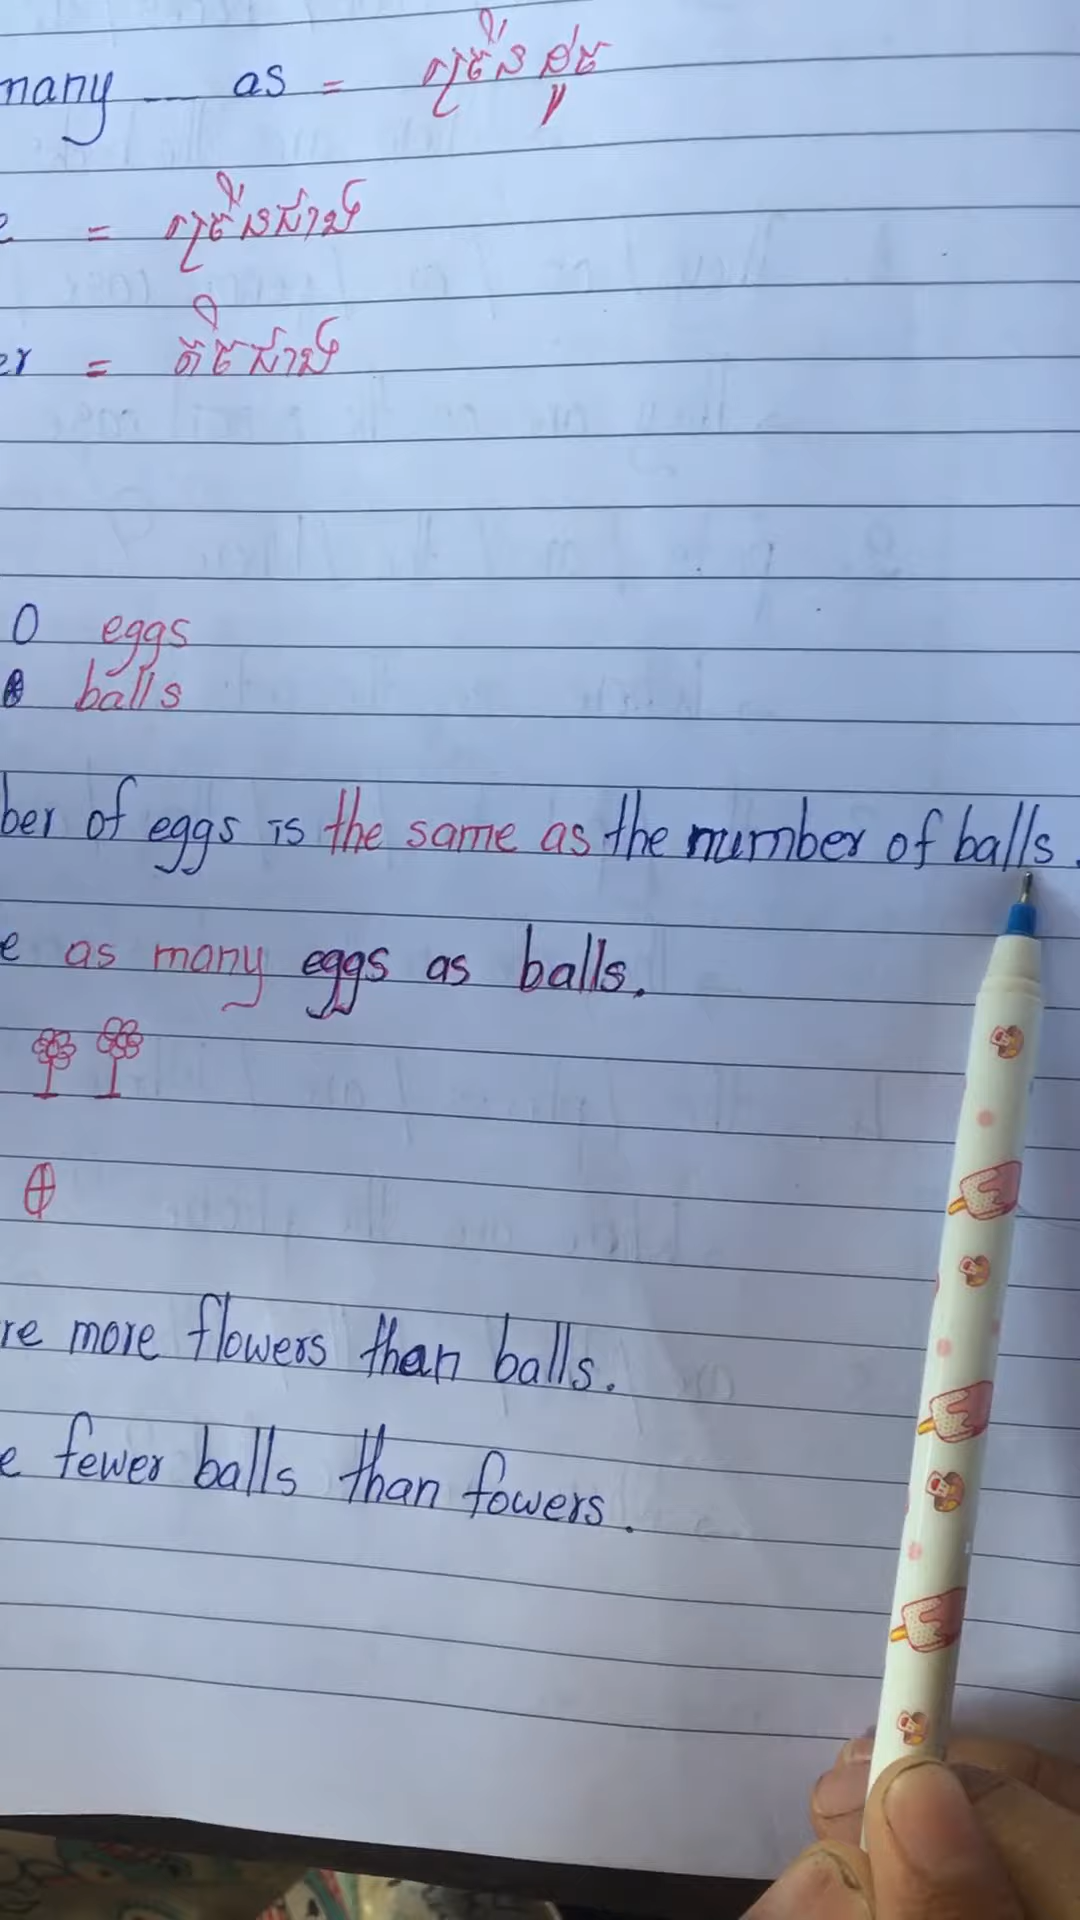 many as = ច្រើនដូច
= ច្រើនជាង
er = តិចជាង
0 eggs
balls
ber of eggs is the same as the number of balls.
e as many eggs as balls.
re more flowers than balls.
e fewer balls than fowers.